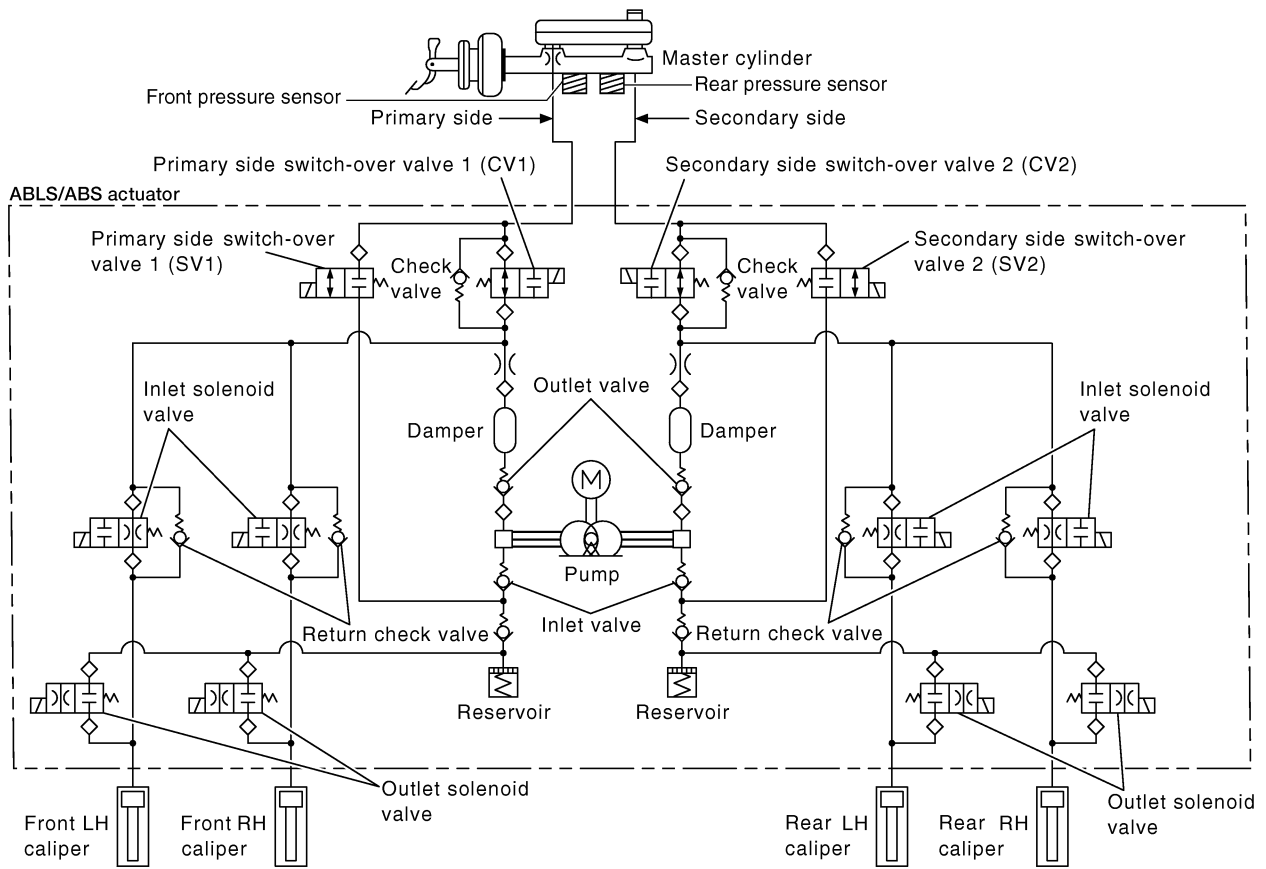 Master cylinder
Front pressure sensor
Rear pressure sensor
Primary side
Secondary side
Primary side switch-over valve 1 (CV1)
Secondary side switch-over valve 2 (CV2)
ABLS/ABS actuator
Primary side switch-over
valve 1 (SV1)
Check
valve
Check
valve
Secondary side switch-over
valve 2 (SV2)
Inlet solenoid
valve
Outlet valve
Inlet solenoid
valve
Damper
Damper
M
Pump
Return check valve
Inlet valve
Return check valve
Reservoir
Reservoir
Outlet solenoid
valve
Outlet solenoid
valve
Front LH
caliper
Front RH
caliper
Rear LH
caliper
Rear RH
caliper